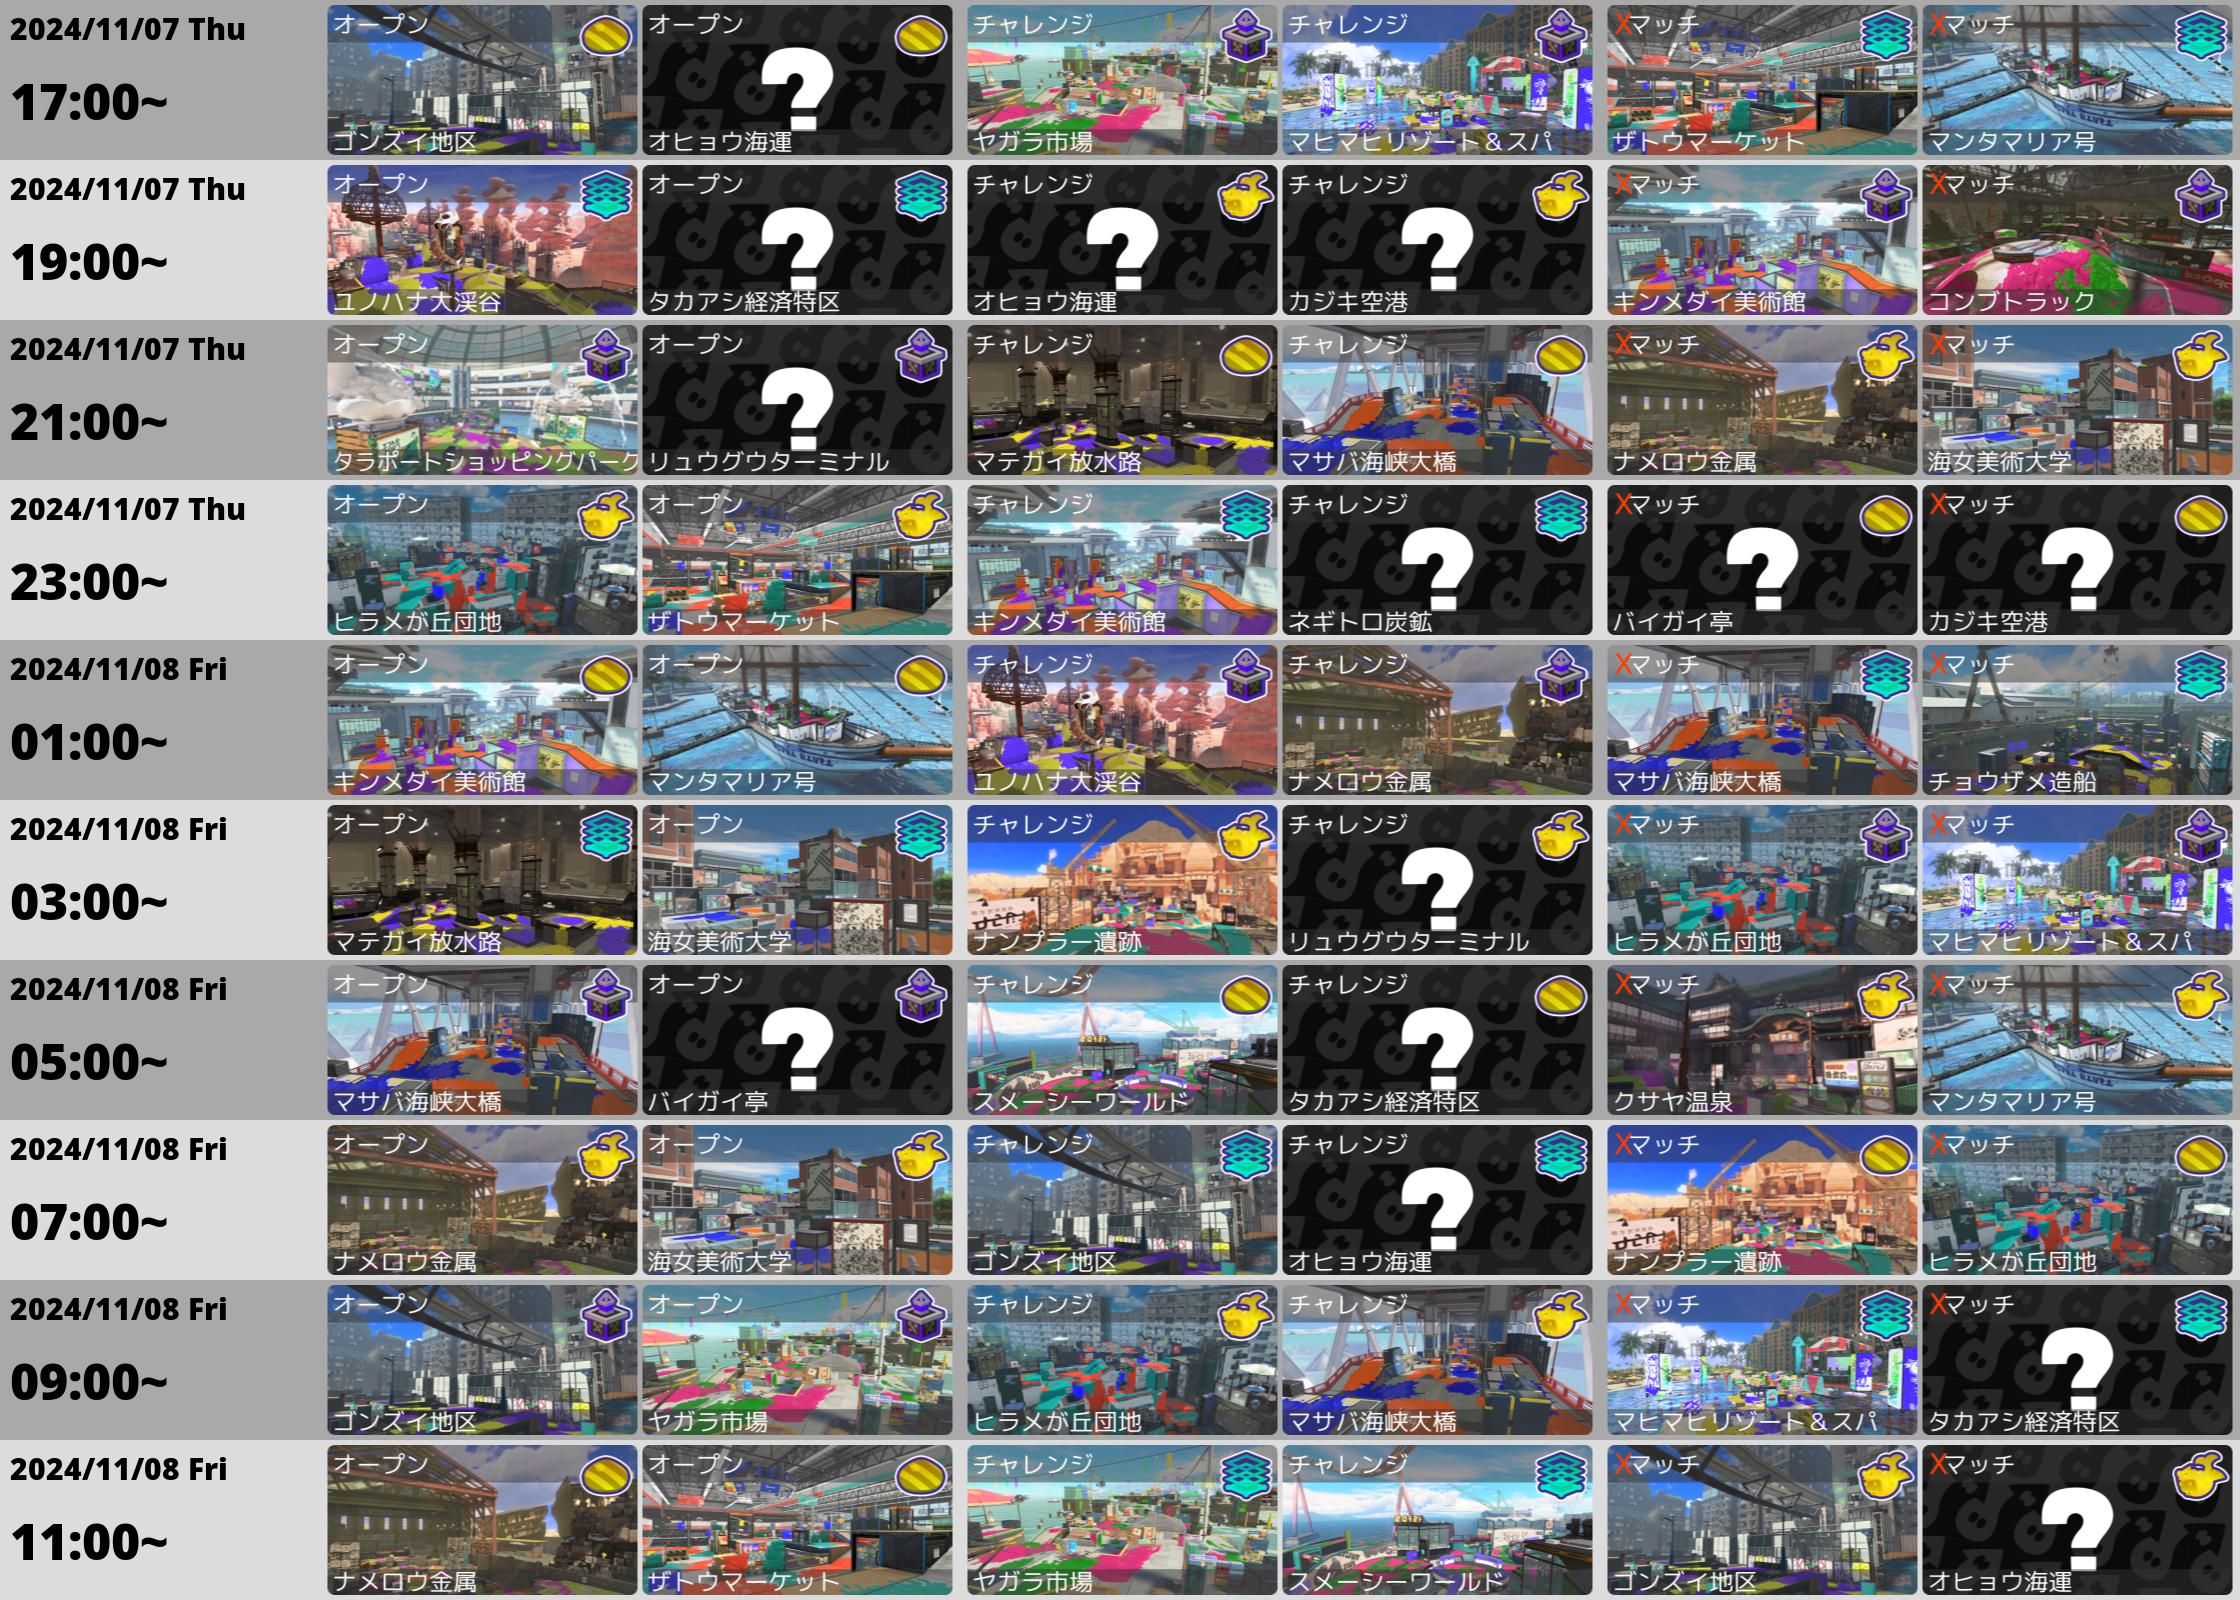 2024/11/07 Thu
17:00~
オープン
ゴンズイ地区
オープン
?
オヒョウ海運
チャレンジ
ヤガラ市場
チャレンジ
マヒマヒリゾート＆スパ
Xマッチ
ザトウマーケット
Xマッチ
マンタマリア号
2024/11/07 Thu
19:00~
オープン
ユノハナ大渓谷
オープン
?
タカアシ経済特区
チャレンジ
?
オヒョウ海運
チャレンジ
?
カジキ空港
Xマッチ
キンメダイ美術館
Xマッチ
コンブトラック
2024/11/07 Thu
21:00~
オープン
タラポートショッピングパーク
オープン
?
リュウグウターミナル
チャレンジ
マテガイ放水路
チャレンジ
マサバ海峡大橋
Xマッチ
ナメロウ金属
Xマッチ
海女美術大学
2024/11/07 Thu
23:00~
オープン
ヒラメが丘団地
オープン
ザトウマーケット
チャレンジ
キンメダイ美術館
チャレンジ
?
ネギトロ炭鉱
Xマッチ
?
バイガイ亭
Xマッチ
?
カジキ空港
2024/11/08 Fri
01:00~
オープン
キンメダイ美術館
オープン
マンタマリア号
チャレンジ
ユノハナ大渓谷
チャレンジ
ナメロウ金属
Xマッチ
マサバ海峡大橋
Xマッチ
チョウザメ造船
2024/11/08 Fri
03:00~
オープン
マテガイ放水路
オープン
海女美術大学
チャレンジ
ナンプラー遺跡
チャレンジ
?
リュウグウターミナル
Xマッチ
ヒラメが丘団地
Xマッチ
マヒマヒリゾート＆スパ
2024/11/08 Fri
05:00~
オープン
マサバ海峡大橋
オープン
?
バイガイ亭
チャレンジ
スメーシーワールド
チャレンジ
?
タカアシ経済特区
Xマッチ
クサヤ温泉
Xマッチ
マンタマリア号
2024/11/08 Fri
07:00~
オープン
ナメロウ金属
オープン
海女美術大学
チャレンジ
ゴンズイ地区
チャレンジ
?
オヒョウ海運
Xマッチ
ナンプラー遺跡
Xマッチ
ヒラメが丘団地
2024/11/08 Fri
09:00~
オープン
ゴンズイ地区
オープン
ヤガラ市場
チャレンジ
ヒラメが丘団地
チャレンジ
マサバ海峡大橋
Xマッチ
マヒマヒリゾート＆スパ
Xマッチ
?
タカアシ経済特区
2024/11/08 Fri
11:00~
オープン
ナメロウ金属
オープン
ザトウマーケット
チャレンジ
ヤガラ市場
チャレンジ
スメーシーワールド
Xマッチ
ゴンズイ地区
Xマッチ
?
オヒョウ海運